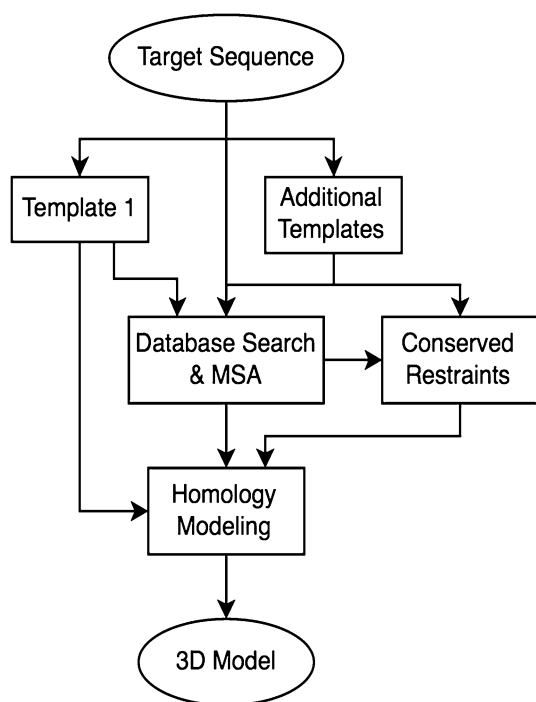 Target Sequence
Template 1
Additional
Templates
Database Search
& MSA
Conserved
Restraints
Homology
Modeling
3D Model